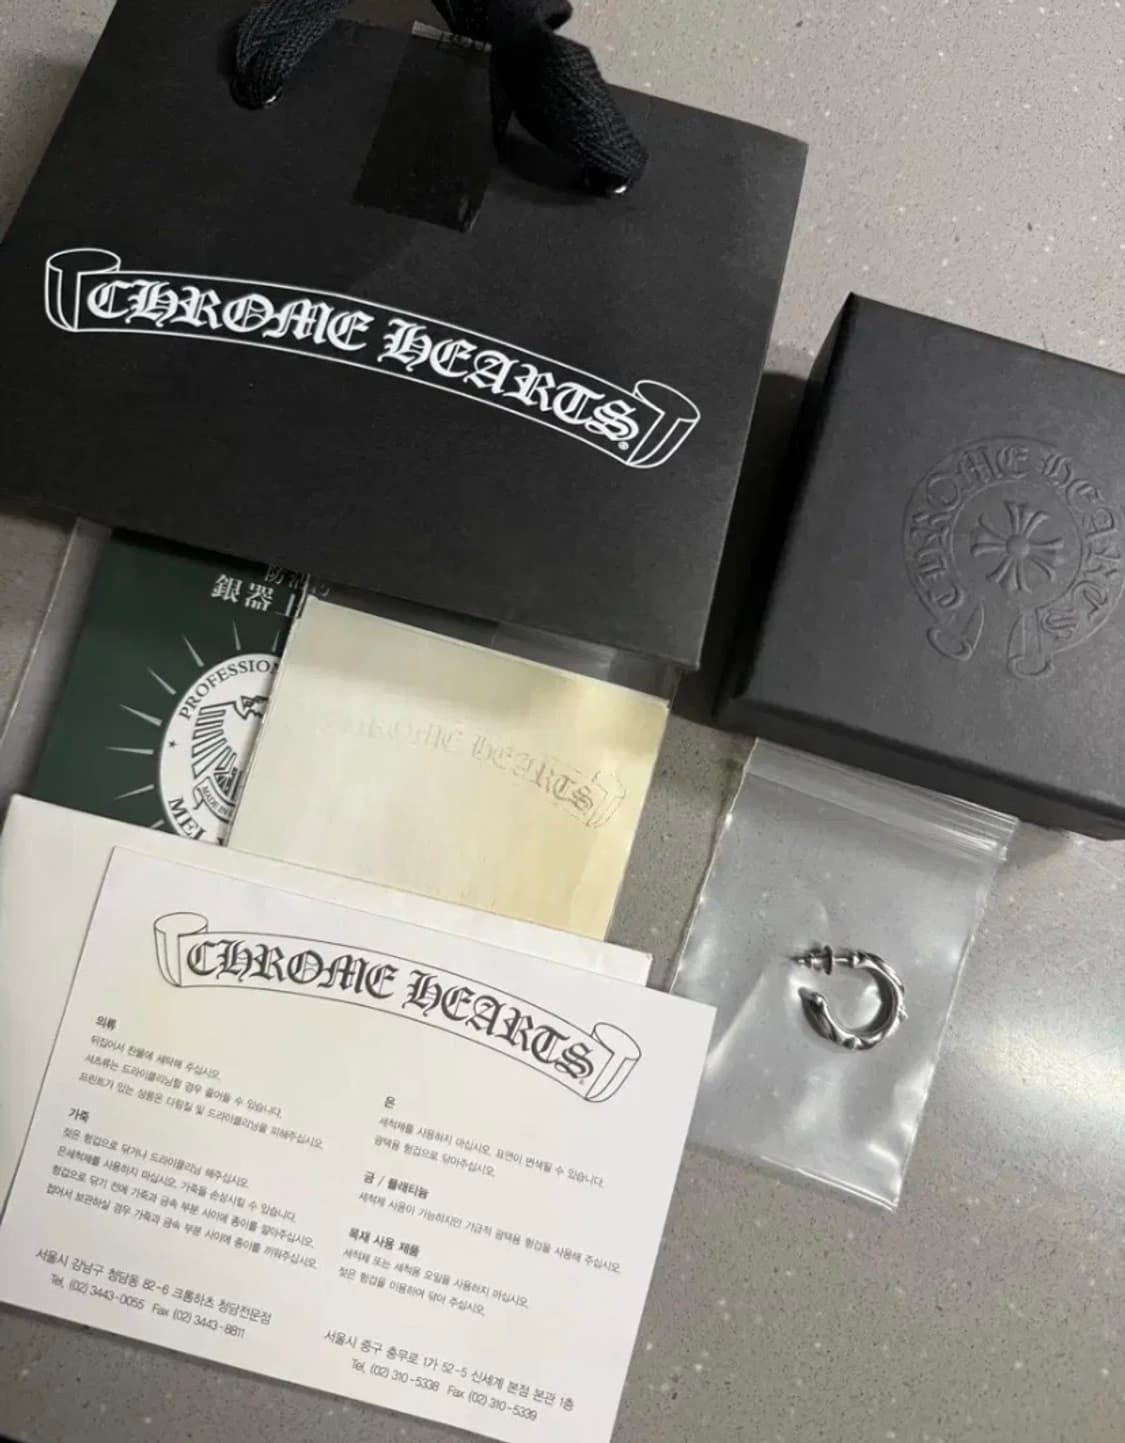 CHROME HEARTS
CHROME HEARTS
銀器
PROFESSIO
CHROME HEARTS
CHROME HEARTS
의류
뒤집어서 찬물에 세탁해 주십시오.
셔츠류는 드라이클리닝할 경우 줄어들 수 있습니다.
프린트가 있는 상품은 다림질 및 드라이클리닝을 피해주십시오.
가죽
젖은 헝겊으로 닦거나 드라이클리닝 해주십시오.
은세척제를 사용하지 마십시오. 가죽을 손상시킬 수 있습니다.
헝겊으로 닦기 전에 가죽과 금속 부분 사이에 종이를 깔아주십시오.
접어서 보관하실 경우 가죽과 금속 부분 사이에 종이를 끼워주십시오.
서울시 강남구 청담동 82-6 크롬하츠 청담전문점
Tel. (02) 3443-0055 Fax (02) 3443-8811
은
세척제를 사용하지 마십시오. 표면이 변색될 수 있습니다.
광택용 헝겊으로 닦아주십시오.
금 / 플래티늄
세척제 사용이 가능하지만 가급적 광택용 헝겊을 사용해 주십시오.
목재 사용 제품
세척제 또는 세척용 오일을 사용하지 마십시오.
젖은 헝겊을 이용하여 닦아 주십시오.
서울시 중구 충무로 1가 52-5 신세계 본점 본관 1층
Tel. (02) 310-5338 Fax (02) 310-5339